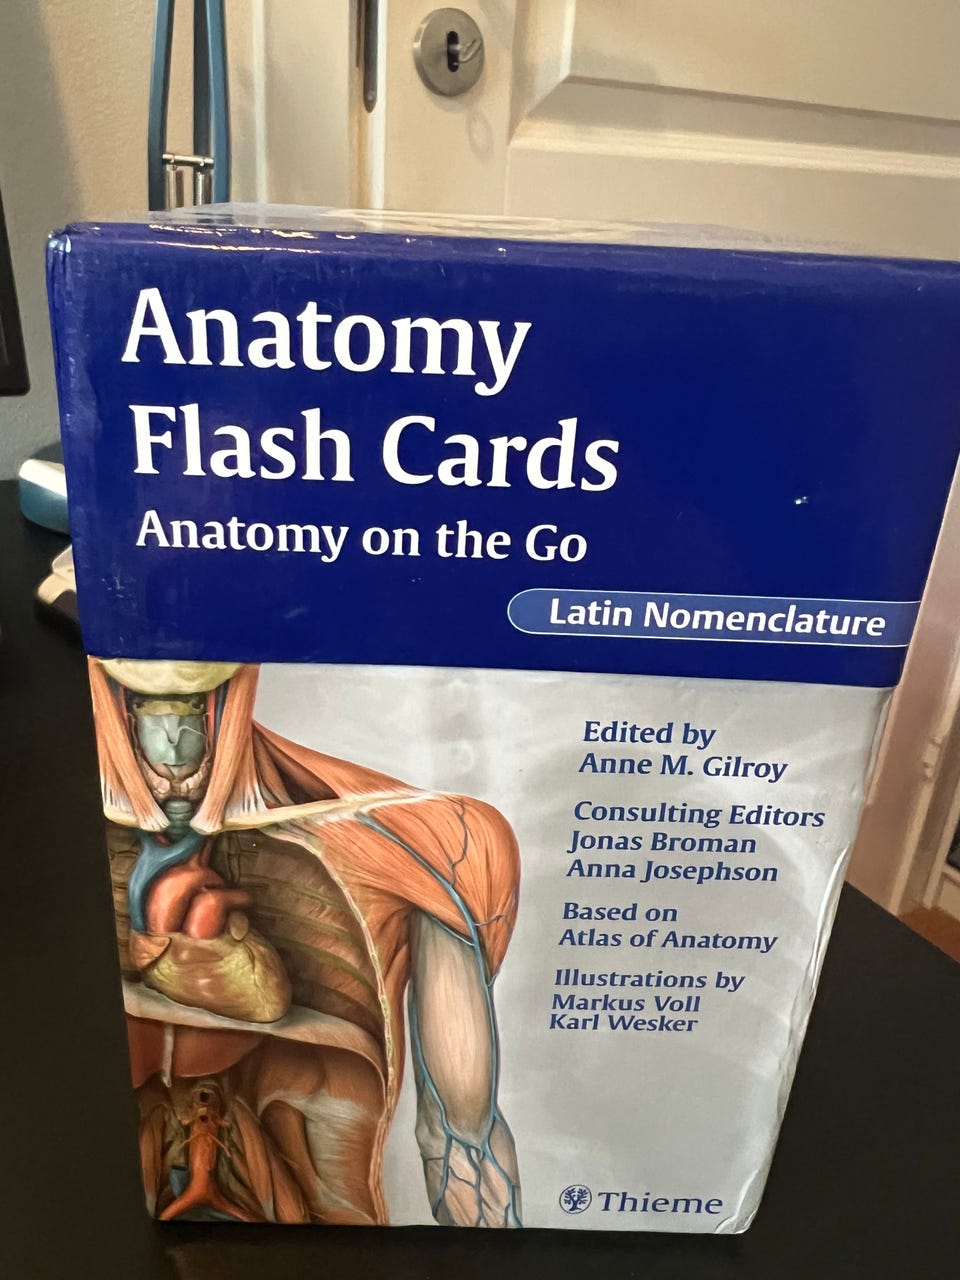 Anatomy
Flash Cards
Anatomy on the Go
Latin Nomenclature
Edited by
Anne M. Gilroy
Consulting Editors
Jonas Broman
Anna Josephson
Based on
Atlas of Anatomy
Illustrations by
Markus Voll
Karl Wesker
Thieme